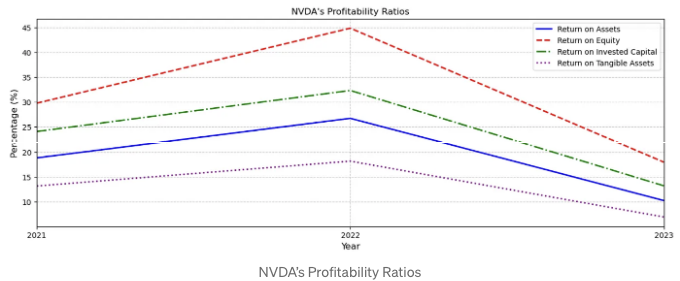 NVDA's Profitability Ratios
Percentage (%)
45
40
35
30
25
20
15
10
Return on Assets
Return on Equity
Return on Invested Capital
Return on Tangible Assets
2021
2022
2023
Year
NVDA's Profitability Ratios